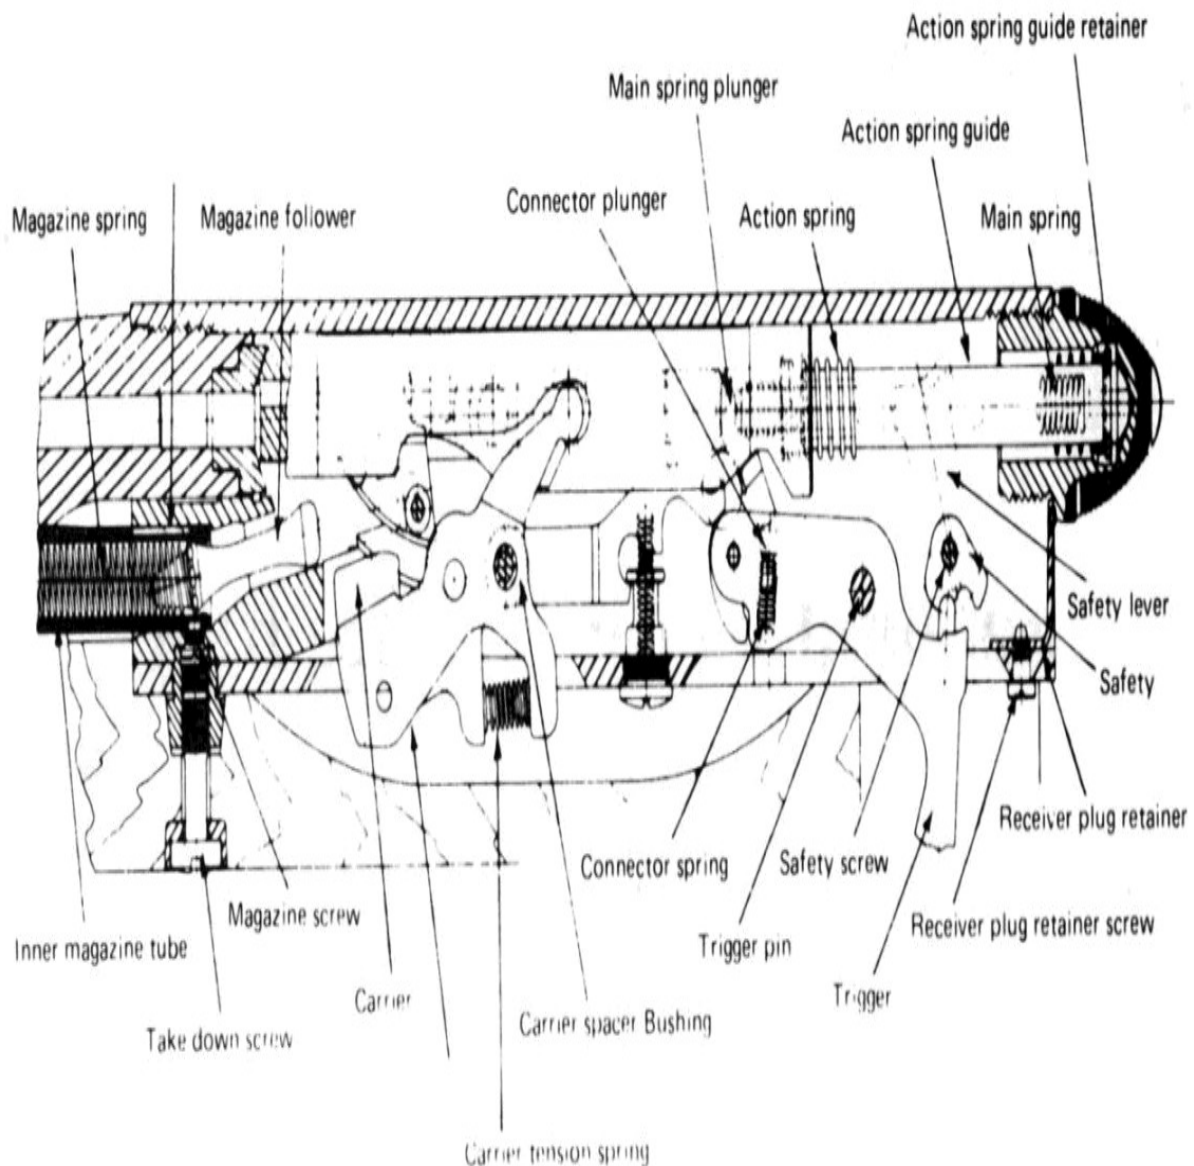 Action spring guide retainer
Main spring plunger
Action spring guide
Connector plunger
Magazine spring
Magazine follower
Action spring
Main spring
Safety lever
Safety
Receiver plug retainer
Connector spring
Safety screw
Magazine screw
Receiver plug retainer screw
Inner magazine tube
Trigger pin
Trigger
Carrier
Carrier spacer Bushing
Take down screw
Carrier tension spring